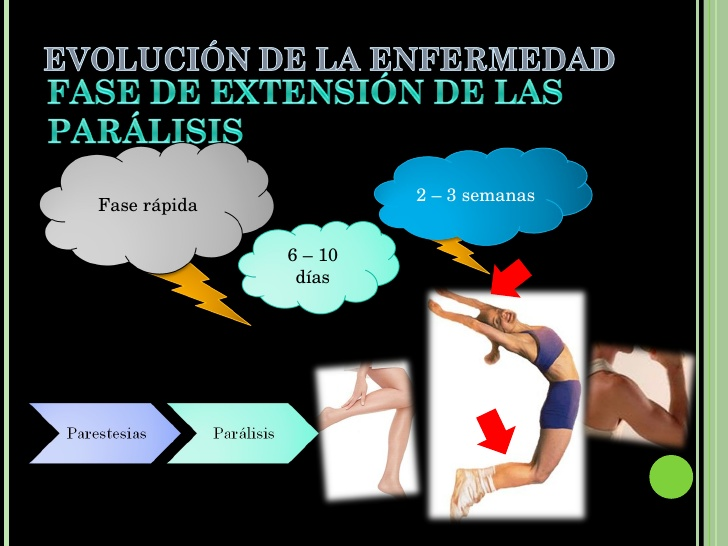 EVOLUCIÓN DE LA ENFERMEDAD
FASE DE EXTENSIÓN DE LAS
PARÁLISIS
Fase rápida
2 – 3 semanas
6 – 10
días
Parestesias
Parálisis